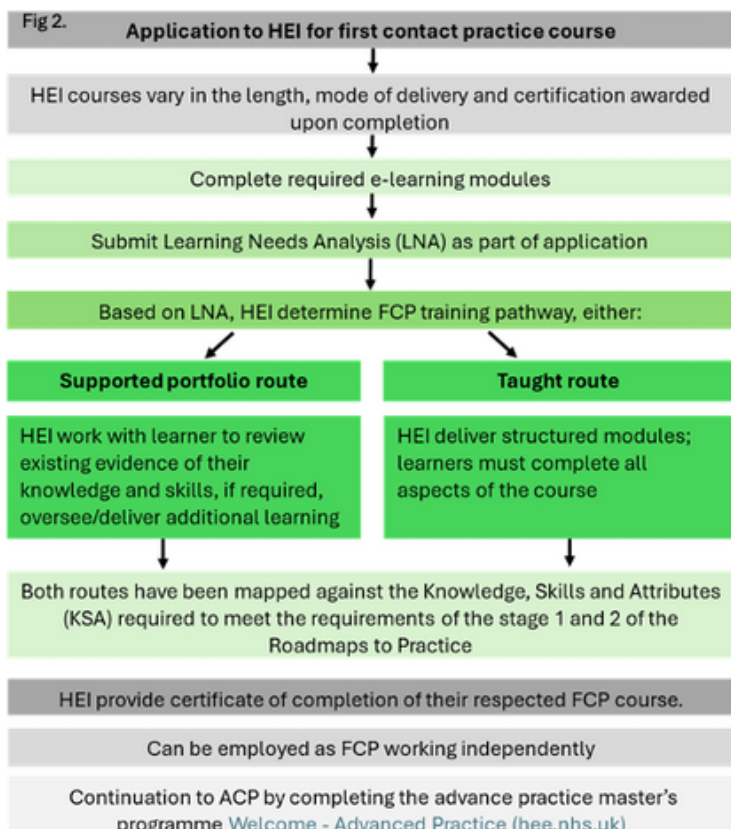 Fig 2.
Application to HEI for first contact practice course
HEI courses vary in the length, mode of delivery and certification awarded
upon completion
Complete required e-learning modules
Submit Learning Needs Analysis (LNA) as part of application
Based on LNA, HEI determine FCP training pathway, either:
Supported portfolio route
HEI work with learner to review
existing evidence of their
knowledge and skills, if required,
oversee/deliver additional learning
Taught route
HEI deliver structured modules;
learners must complete all
aspects of the course
Both routes have been mapped against the Knowledge, Skills and Attributes
(KSA) required to meet the requirements of the stage 1 and 2 of the
Roadmaps to Practice
HEI provide certificate of completion of their respected FCP course.
Can be employed as FCP working independently
Continuation to ACP by completing the advance practice master's
programme Welcome - Advanced Practice (hee.nhs.uk)